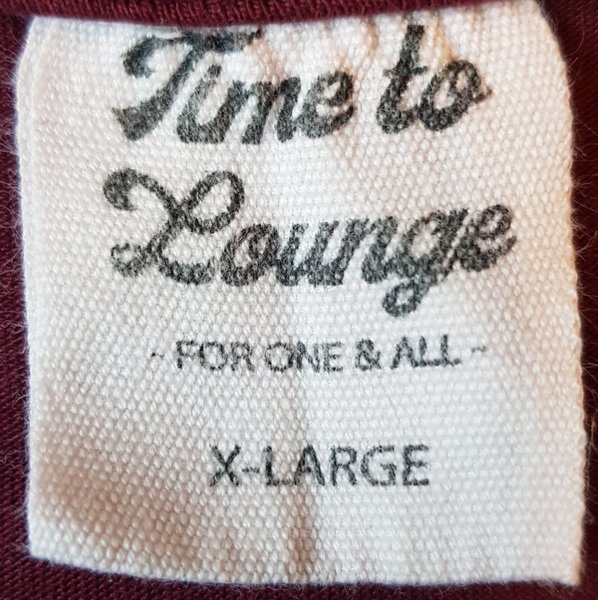 Time to
Lounge
- FOR ONE & ALL -
X-LARGE